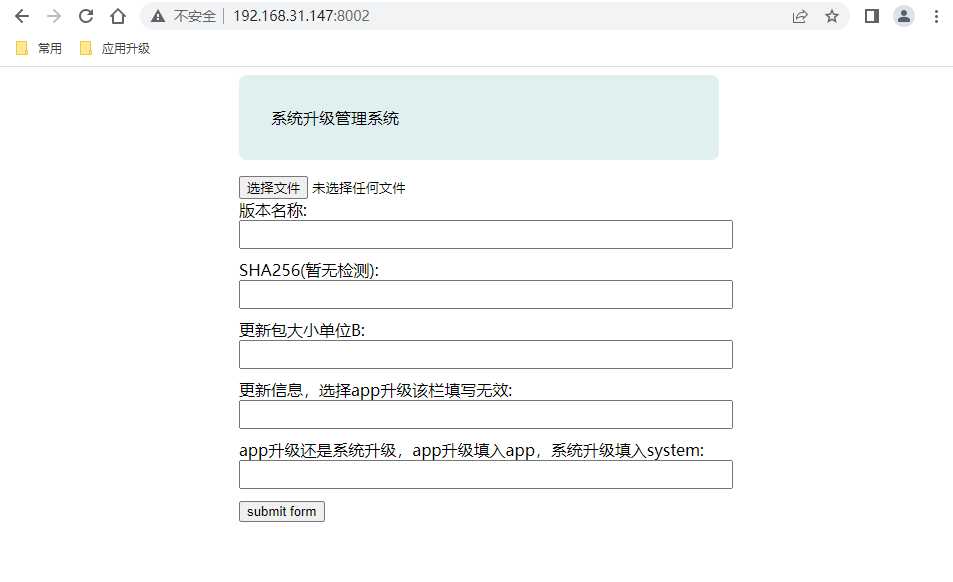 不安全 192.168.31.147:8002
常用 应用升级
系统升级管理系统
选择文件 未选择任何文件
版本名称:
SHA256(暂无检测):
更新包大小单位B:
更新信息，选择app升级该栏填写无效:
app升级还是系统升级，app升级填入app，系统升级填入system:
submit form